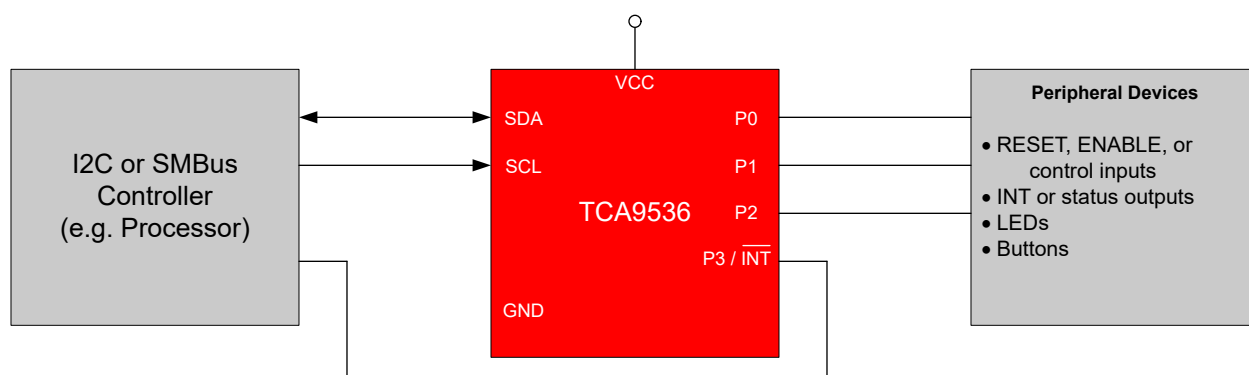 I2C or SMBus
Controller
(e.g. Processor)
VCC
SDA
SCL
GND
TCA9536
P0
P1
P2
P3 / INT
Peripheral Devices
• RESET, ENABLE, or
control inputs
• INT or status outputs
• LEDs
• Buttons